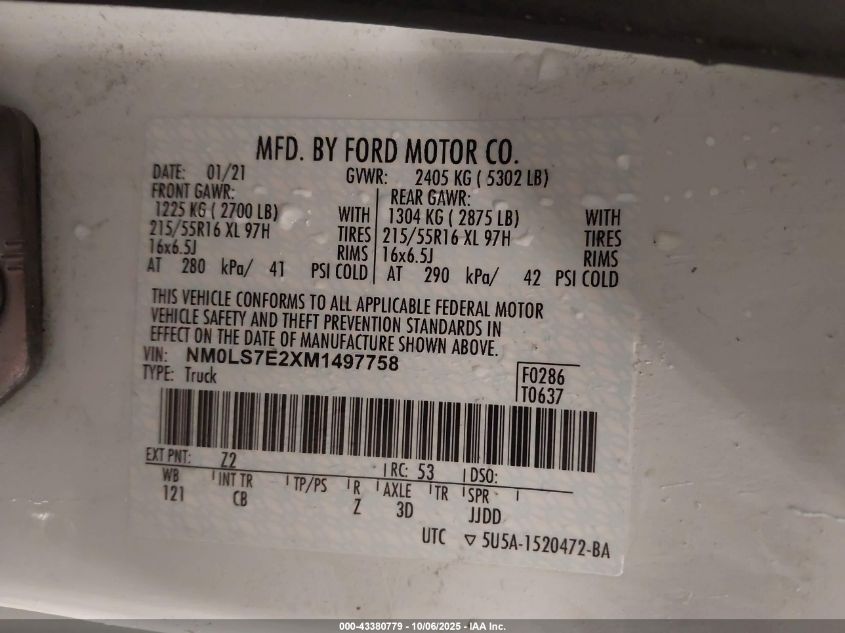 MFD. BY FORD MOTOR CO.
DATE: 01/21 GVWR: 2405 KG ( 5302 LB)
FRONT GAWR: REAR GAWR:
1225 KG ( 2700 LB) WITH 1304 KG ( 2875 LB) WITH
215/55R16 XL 97H TIRES 215/55R16 XL 97H TIRES
16x6.5J RIMS 16x6.5J RIMS
AT 280 kPa/ 41 PSI COLD AT 290 kPa/ 42 PSI COLD
THIS VEHICLE CONFORMS TO ALL APPLICABLE FEDERAL MOTOR
VEHICLE SAFETY AND THEFT PREVENTION STANDARDS IN
EFFECT ON THE DATE OF MANUFACTURE SHOWN ABOVE.
VIN: NM0LS7E2XM1497758
TYPE: Truck
F0286
T0637
EXT PNT: Z2 RC: 53 DSO:
WB INT TR TP/PS R AXLE TR SPR
121 CB Z 3D JJDD
UTC ▽ 5U5A-1520472-BA
000-43380779 - 10/06/2025 - IAA Inc.